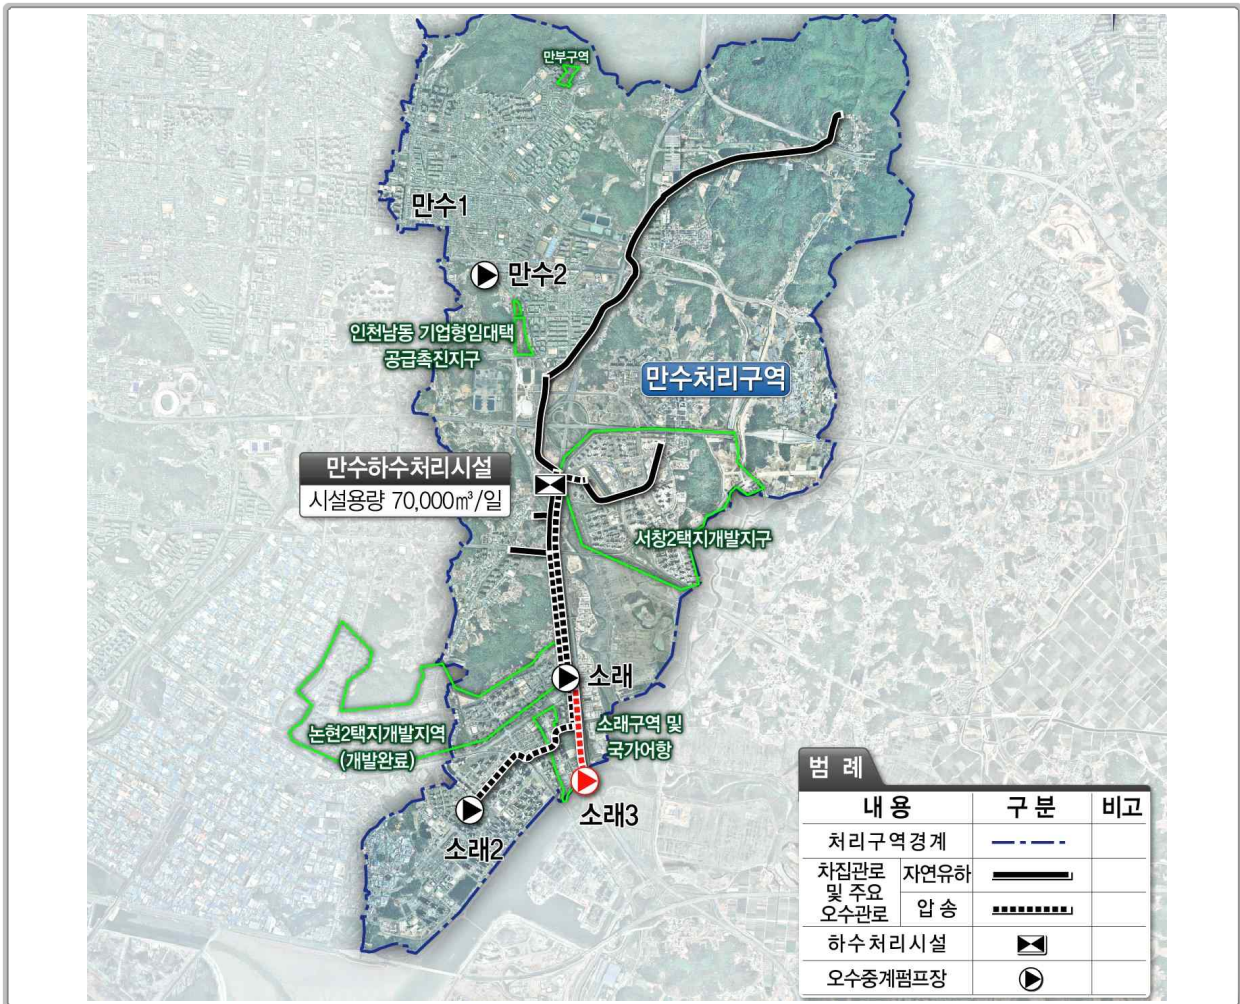 만부구역
만수1
만수2
인천남동 기업형임대택
공급촉진지구
만수처리구역
만수하수처리시설
시설용량 70,000㎥/일
서창2택지개발지구
소래
논현2택지개발지역
(개발완료)
소래구역 및
국가어항
소래3
소래2
범 례
내 용 구 분 비고
처리구역경계
차집관로
및 주요
오수관로
자연유하
압 송
하수처리시설
오수중계펌프장